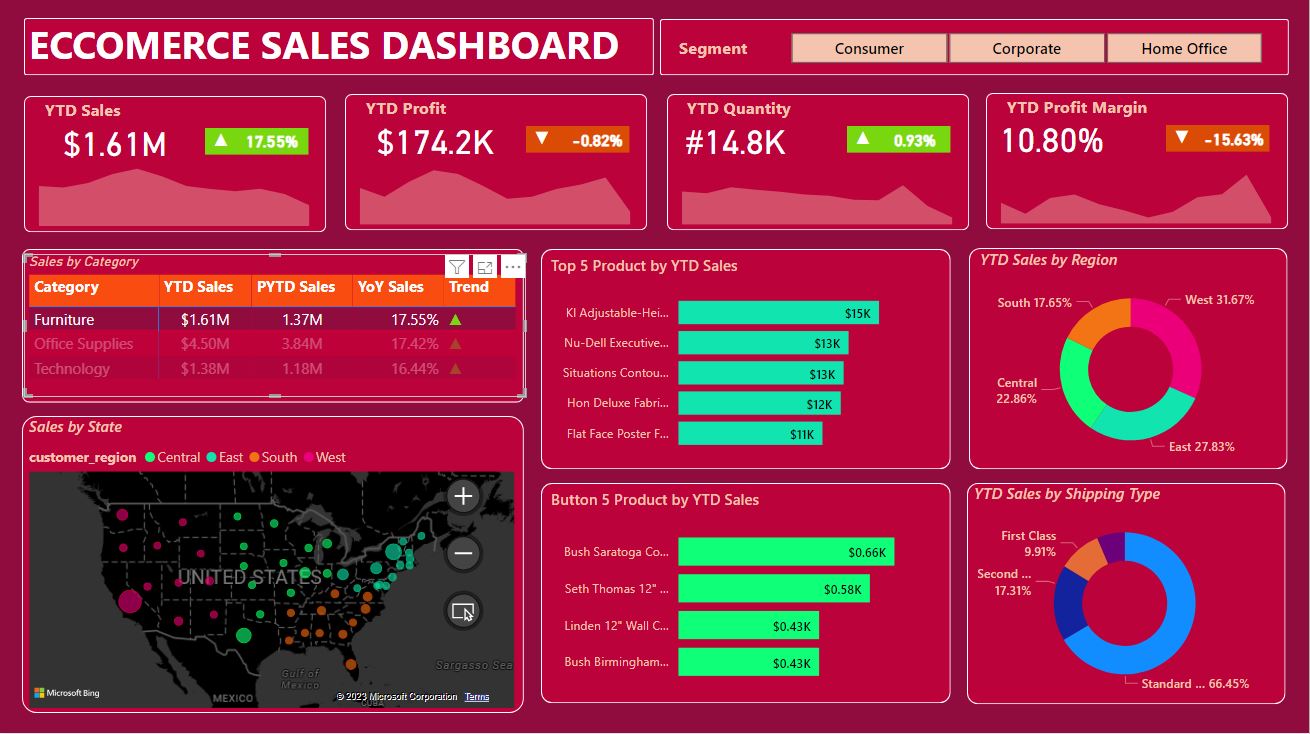 ECCOMERCE SALES DASHBOARD
Segment Consumer Corporate Home Office
YTD Sales
$1.61M 17.55%
YTD Profit
$174.2K -0.82%
YTD Quantity
#14.8K 0.93%
YTD Profit Margin
10.80% -15.63%
Sales by Category
Category YTD Sales PYTD Sales YoY Sales Trend
Furniture $1.61M 1.37M 17.55%
Office Supplies $4.50M 3.84M 17.42%
Technology $1.38M 1.18M 16.44%
Top 5 Product by YTD Sales
KI Adjustable-Hei... $15K
Nu-Dell Executive... $13K
Situations Contou... $13K
Hon Deluxe Fabri... $12K
Flat Face Poster F... $11K
YTD Sales by Region
South 17.65%
West 31.67%
Central
22.86%
East 27.83%
Sales by State
customer_region Central East South West
UNITED STATES
Gulf of
Mexico
Sargasso Sea
MEXICO
CUBA
Microsoft Bing
© 2023 Microsoft Corporation Terms
Button 5 Product by YTD Sales
Bush Saratoga Co... $0.66K
Seth Thomas 12" ... $0.58K
Linden 12" Wall C... $0.43K
Bush Birmingham... $0.43K
YTD Sales by Shipping Type
First Class
9.91%
Second ...
17.31%
Standard ... 66.45%